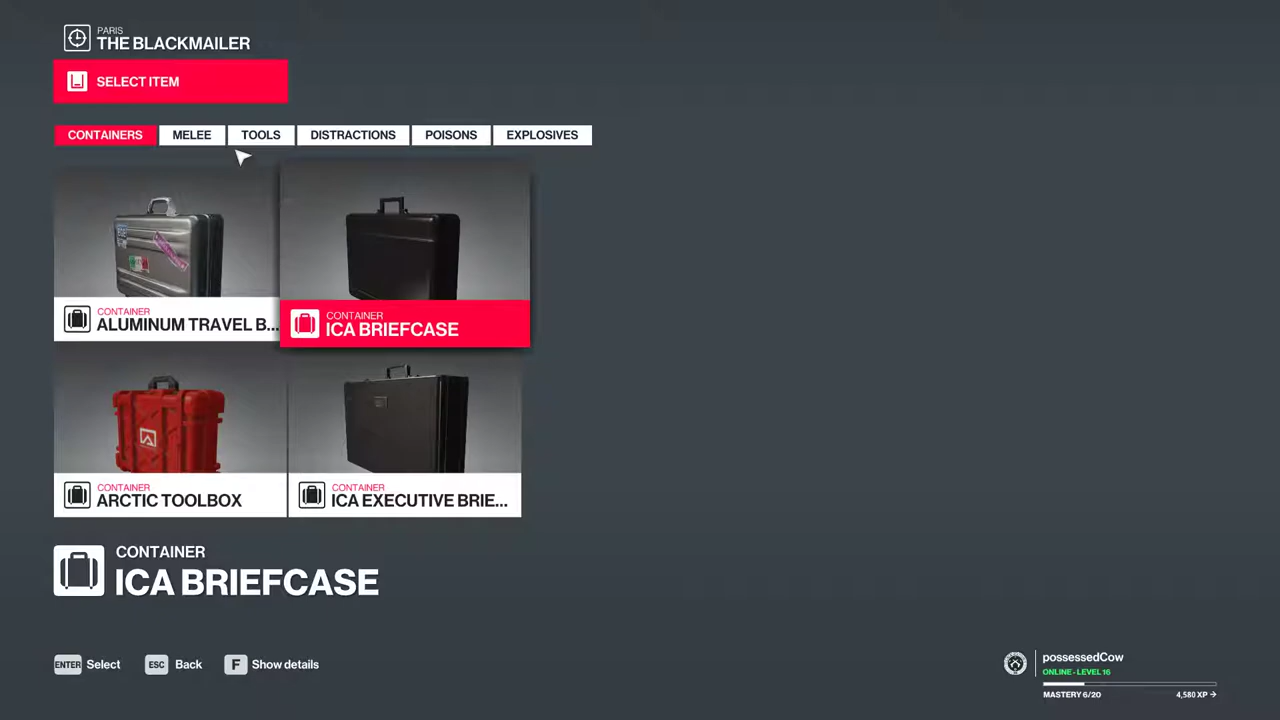 PARIS
THE BLACKMAILER
SELECT ITEM
CONTAINERS MELEE TOOLS DISTRACTIONS POISONS EXPLOSIVES
CONTAINER
ALUMINUM TRAVEL B...
CONTAINER
ICA BRIEFCASE
CONTAINER
ARCTIC TOOLBOX
CONTAINER
ICA EXECUTIVE BRIE...
CONTAINER
ICA BRIEFCASE
ENTER Select ESC Back F Show details
possessedCow
ONLINE - LEVEL 16
MASTERY 6/20 4,580 XP →